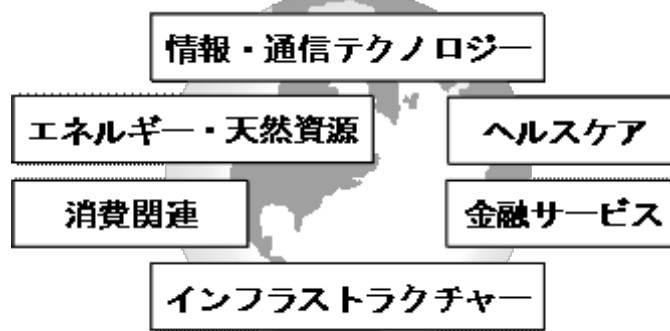 情報・通信テクノロジー
エネルギー・天然資源
ヘルスケア
消費関連
金融サービス
インフラストラクチャー